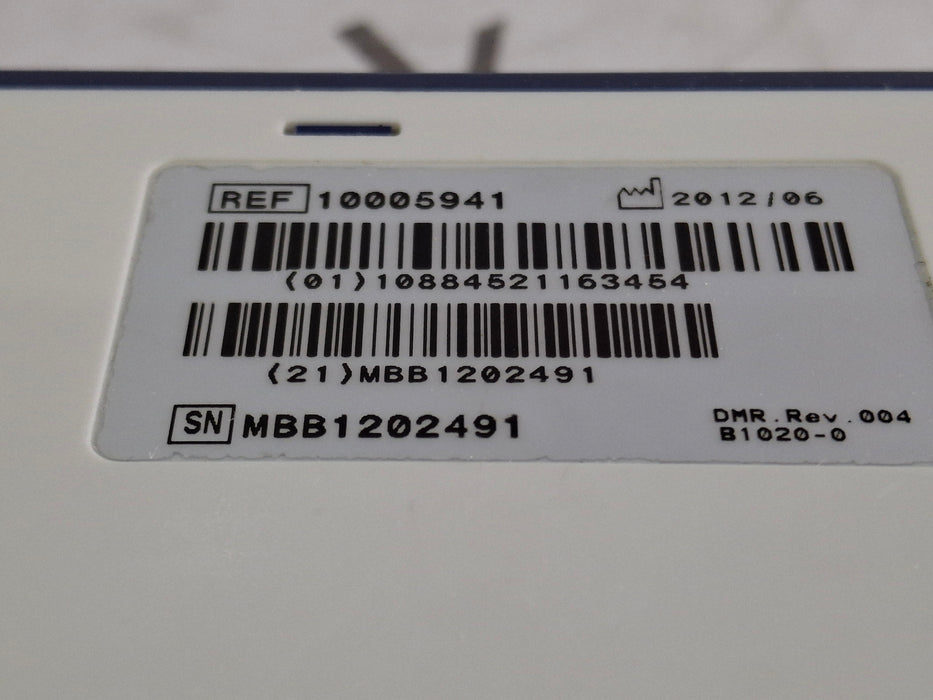 REF 10005941 2012/06
(01)10884521163454
(21)MBB1202491
SN MBB1202491
DMR.Rev.004
B1020-0